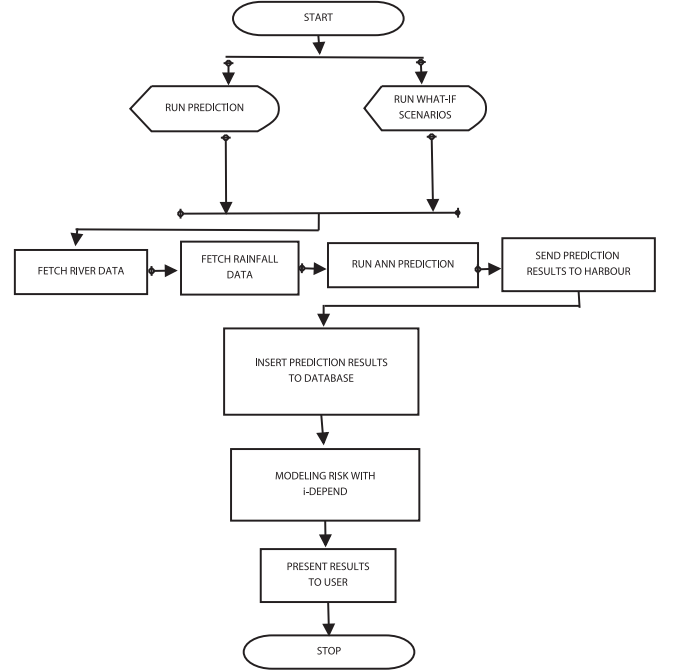 START
RUN PREDICTION
RUN WHAT-IF
SCENARIOS
FETCH RIVER DATA
FETCH RAINFALL
DATA
RUN ANN PREDICTION
SEND PREDICTION
RESULTS TO HARBOUR
INSERT PREDICTION RESULTS
TO DATABASE
MODELING RISK WITH
i-DEPEND
PRESENT RESULTS
TO USER
STOP